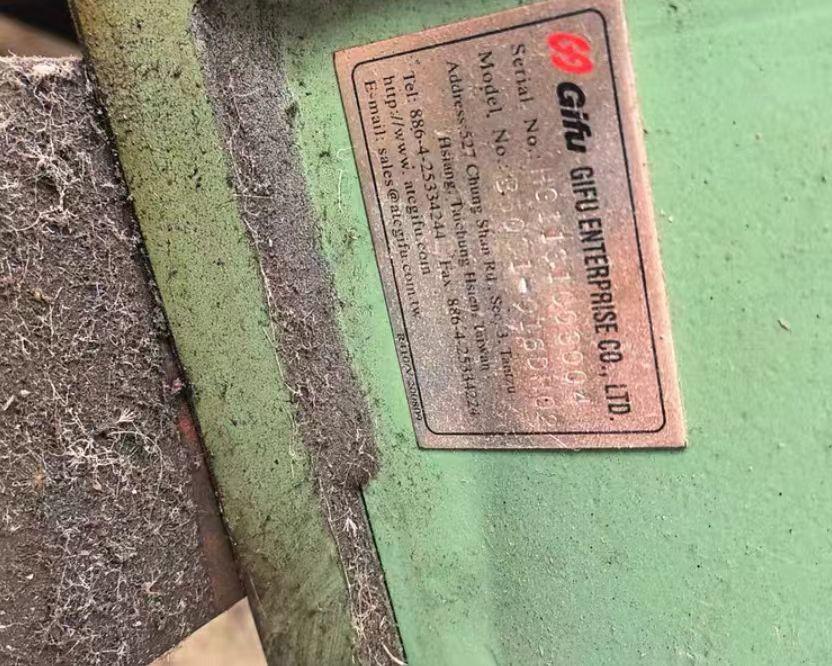 Gifu GIFU ENTERPRISE CO., LTD.
Serial. No.:
Model. No.:
Address:527 Chung Shan Rd., Sec. 3, Tantzu
Hsiang, Taichung Hsien, Taiwan
Tel: 886-4-25334244 Fax: 886-4-25334224
http://www.atcgifu.com
E-mail: sales@atcgifu.com.tw